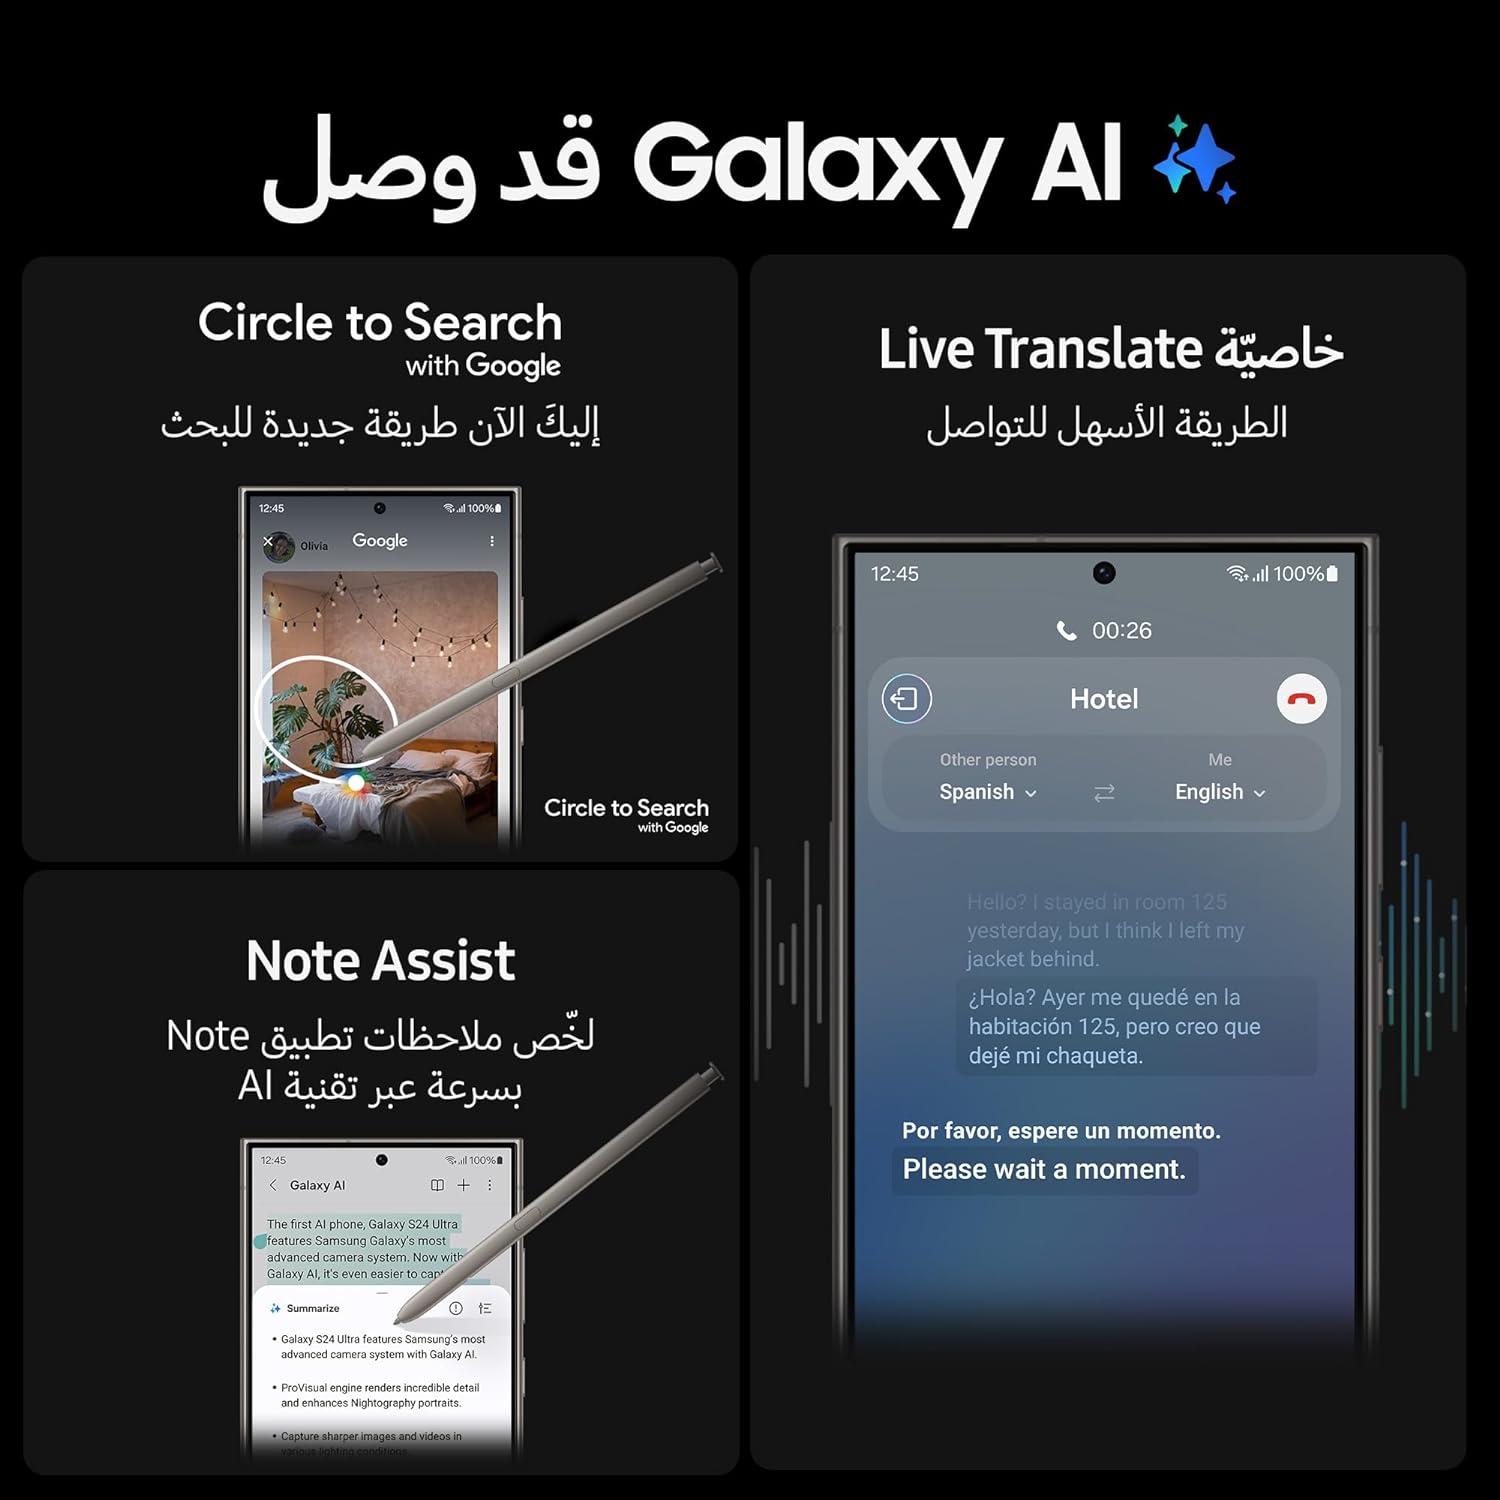 Galaxy AI قد وصل
Circle to Search
with Google
إليكَ الآن طريقة جديدة للبحث
12:45
100%
Olivia
Google
Circle to Search
with Google
Note Assist
لخّص ملاحظات تطبيق Note
بسرعة عبر تقنية AI
12:45
100%
Galaxy AI
The first AI phone, Galaxy S24 Ultra
features Samsung Galaxy's most
advanced camera system. Now with
Galaxy AI, it's even easier to
Summarize
• Galaxy S24 Ultra features Samsung's most
advanced camera system with Galaxy AI.
• ProVisual engine renders incredible detail
and enhances Nightography portraits.
• Capture sharper images and videos in
various lighting conditions.
خاصيّة Live Translate
الطريقة الأسهل للتواصل
12:45
100%
00:26
Hotel
Other person
Me
Spanish
English
Hello? I stayed in room 125
yesterday, but I think I left my
jacket behind.
¿Hola? Ayer me quedé en la
habitación 125, pero creo que
dejé mi chaqueta.
Por favor, espere un momento.
Please wait a moment.